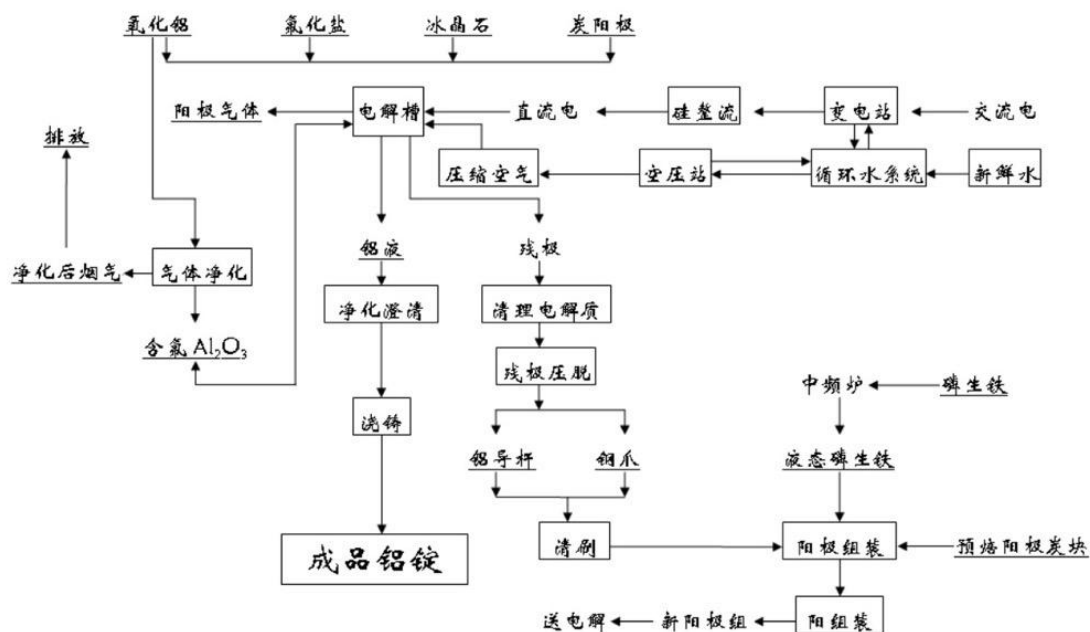 氧化铝 氟化盐 冰晶石 炭阳极
阳极气体 电解槽 直流电 硅整流 变电站 交流电
排放
压缩空气 空压站 循环水系统 新鲜水
铝液 残极
净化后烟气 气体净化
净化澄清 清理电解质
含氟 Al₂O₃
残极压脱
中频炉 磷生铁
浇铸
铝导杆 钢爪 液态磷生铁
成品铝锭 清刷 阳极组装 预焙阳极炭块
送电解 新阳极组 阳组装